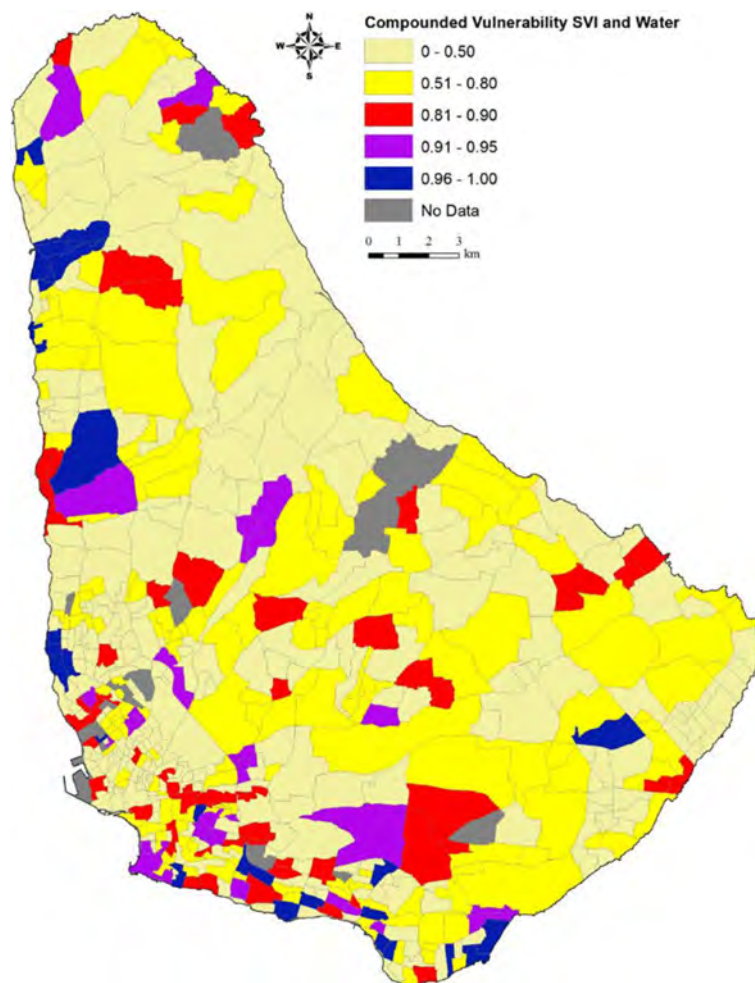 N
W E
S
Compounded Vulnerability SVI and Water
0 - 0.50
0.51 - 0.80
0.81 - 0.90
0.91 - 0.95
0.96 - 1.00
No Data
0 1 2 3
km